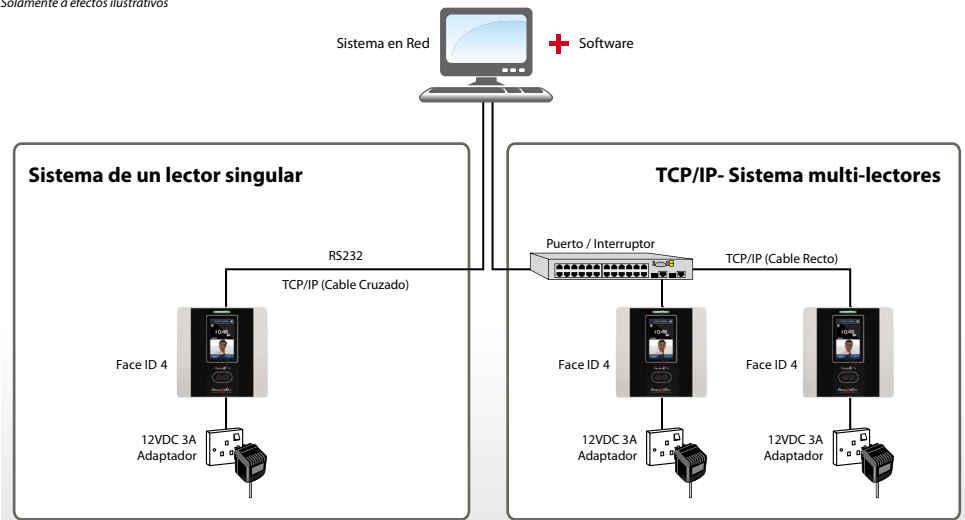 Solamente a efectos ilustrativos
Sistema en Red
Software
Sistema de un lector singular
TCP/IP- Sistema multi-lectores
RS232
TCP/IP (Cable Cruzado)
Puerto / Interruptor
TCP/IP (Cable Recto)
Face ID 4
Face ID 4
Face ID 4
12VDC 3A
Adaptador
12VDC 3A
Adaptador
12VDC 3A
Adaptador